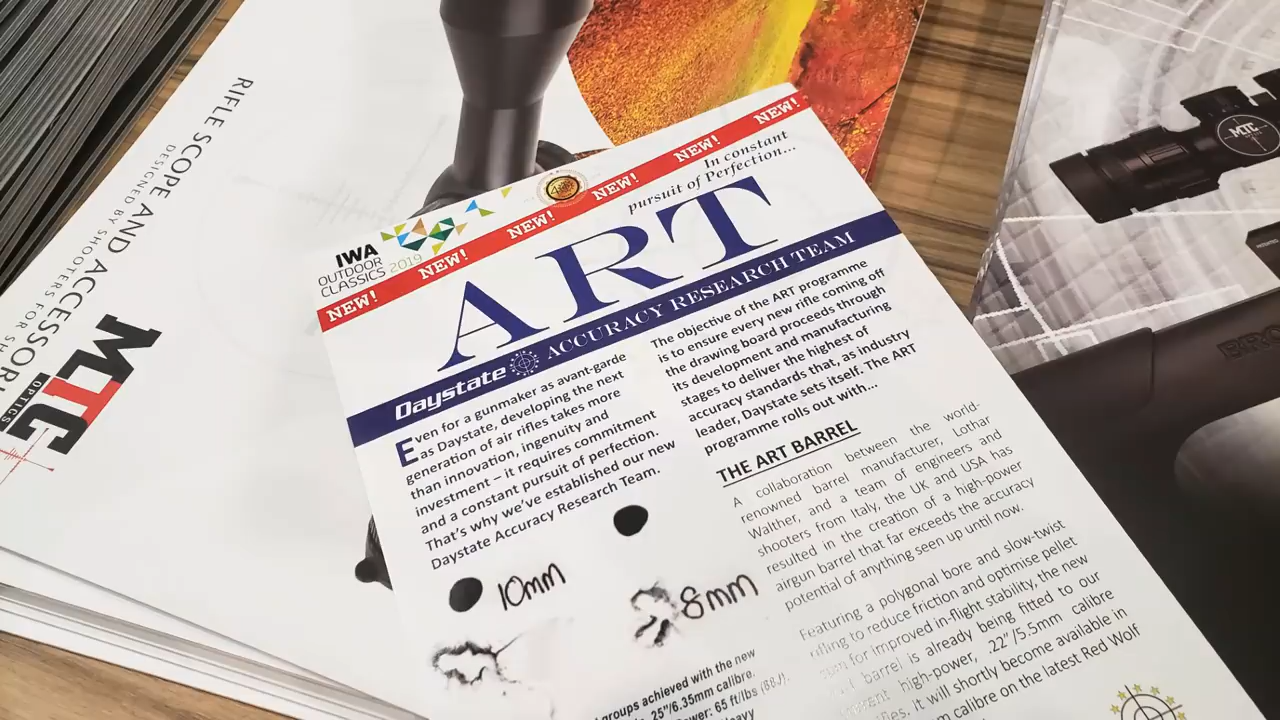 RIFLE SCOPE AND ACCESSOR
DESIGNED BY SHOOTERS FOR SH
MTC
OPTICS
IWA
OUTDOOR
CLASSICS 2019
NEW! NEW! NEW! NEW! NEW! NEW!
In constant
pursuit of Perfection...
ART
Daystate ACCURACY RESEARCH TEAM
Even for a gunmaker as avant-garde
as Daystate, developing the next
generation of air rifles takes more
than innovation, ingenuity and
investment – it requires commitment
and a constant pursuit of perfection.
That's why we've established our new
Daystate Accuracy Research Team.
10mm
8mm
groups achieved with the new
.25"/6.35mm calibre.
Power: 65 ft/lbs (88J).
The objective of the ART programme
is to ensure every new rifle coming off
the drawing board proceeds through
its development and manufacturing
stages to deliver the highest of
accuracy standards that, as industry
leader, Daystate sets itself. The ART
programme rolls out with...
THE ART BARREL
A collaboration between the world-
renowned barrel manufacturer, Lothar
Walther, and a team of engineers and
shooters from Italy, the UK and USA has
resulted in the creation of a high-power
airgun barrel that far exceeds the accuracy
potential of anything seen up until now.
Featuring a polygonal bore and slow-twist
rifling to reduce friction and optimise pellet
for improved in-flight stability, the new
barrel is already being fitted to our
high-power, .22"/5.5mm calibre
it will shortly become available in
calibre on the latest Red Wolf
MTC